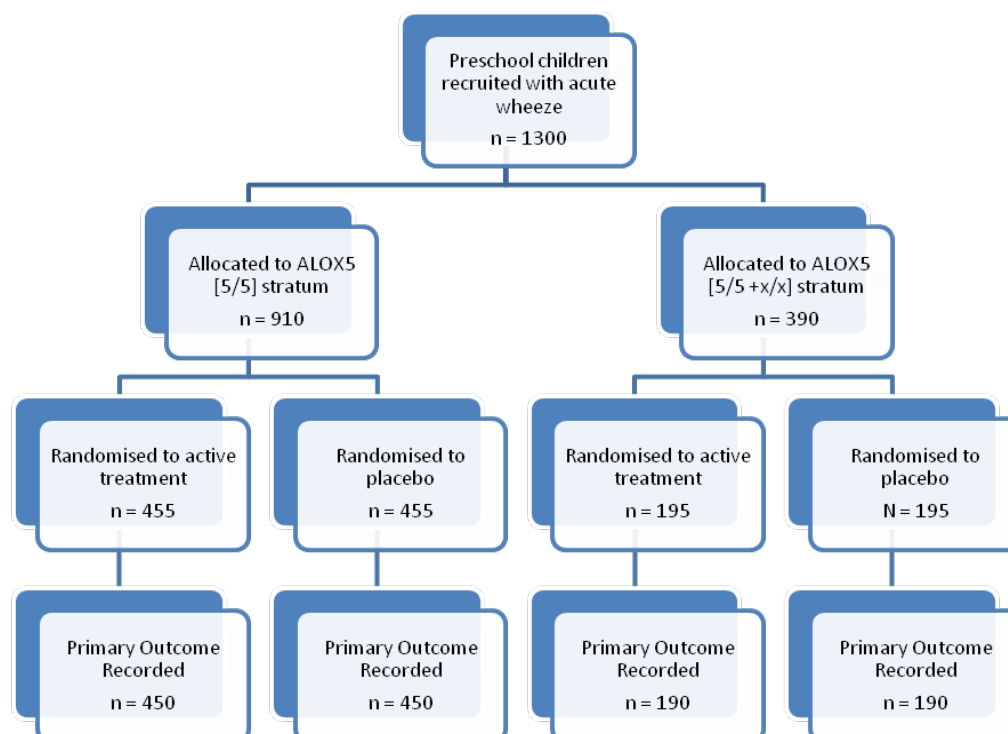 Preschool children
recruited with acute
wheeze
n = 1300
Allocated to ALOX5
[5/5] stratum
n = 910
Allocated to ALOX5
[5/5 +x/x] stratum
n = 390
Randomised to active
treatment
n = 455
Randomised to
placebo
n = 455
Randomised to active
treatment
n = 195
Randomised to
placebo
N = 195
Primary Outcome
Recorded
n = 450
Primary Outcome
Recorded
n = 450
Primary Outcome
Recorded
n = 190
Primary Outcome
Recorded
n = 190